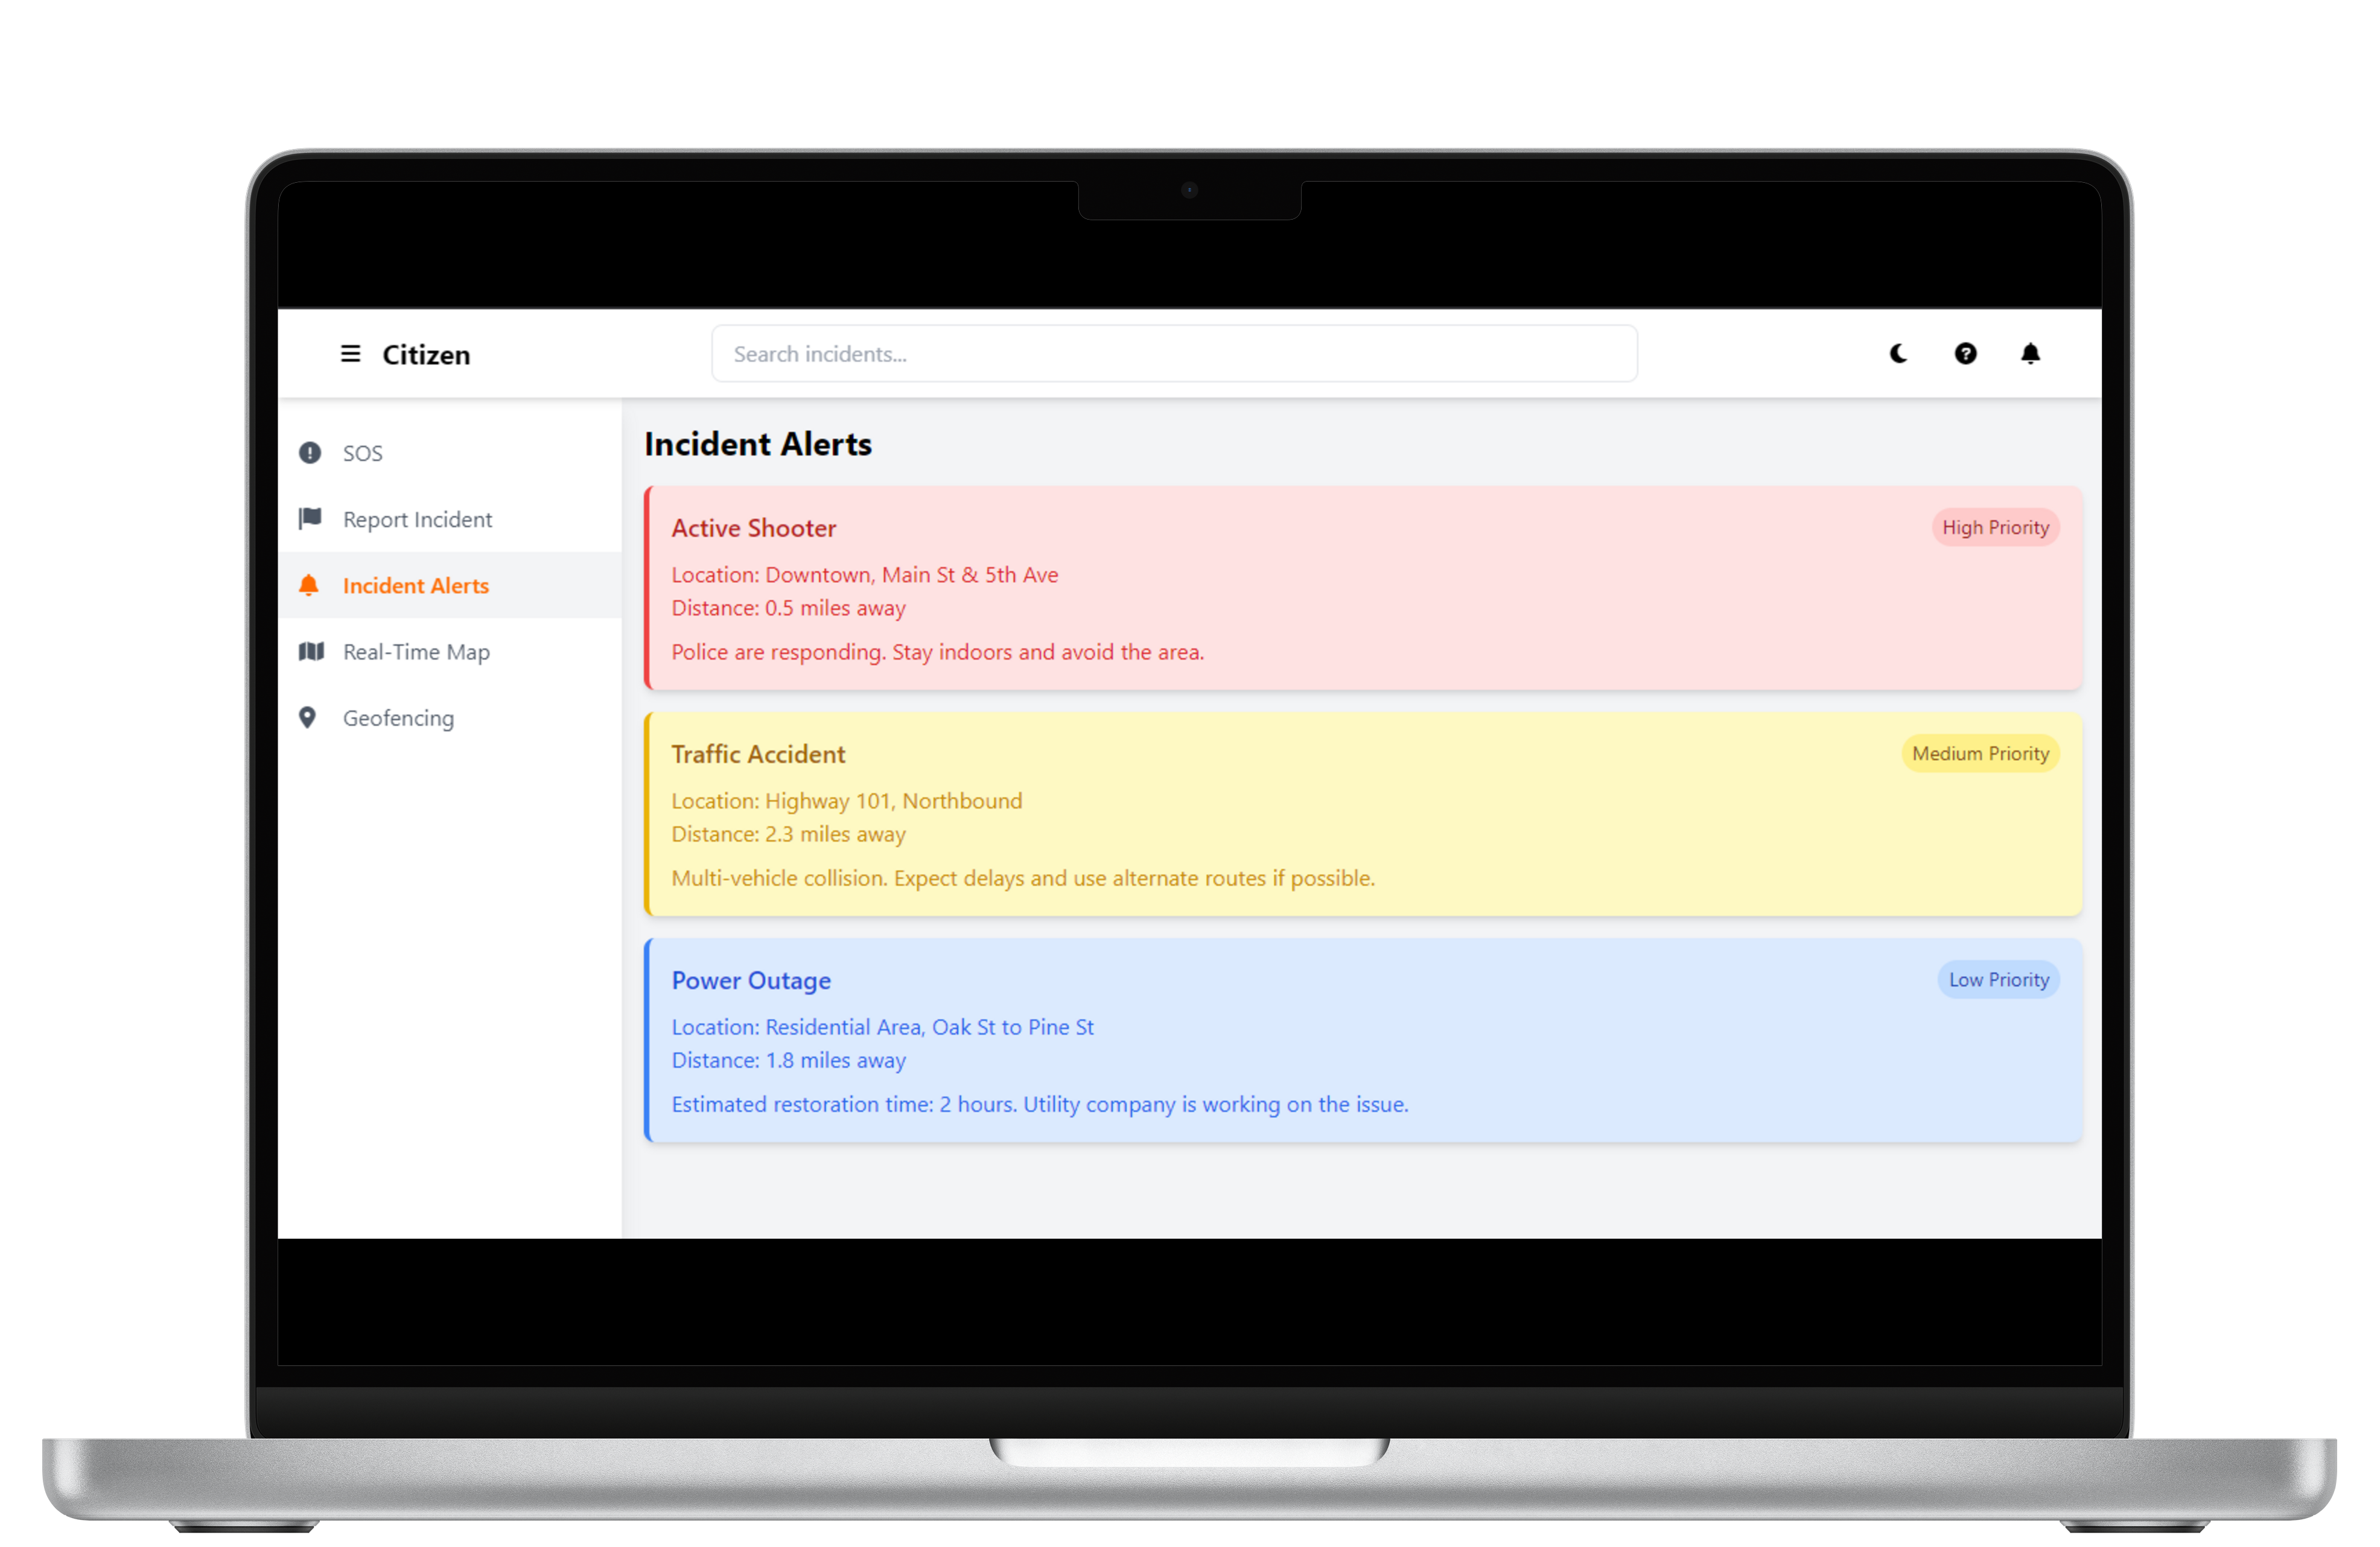 Citizen
Search incidents...
SOS
Report Incident
Incident Alerts
Real-Time Map
Geofencing
Incident Alerts
Active Shooter
High Priority
Location: Downtown, Main St & 5th Ave
Distance: 0.5 miles away
Police are responding. Stay indoors and avoid the area.
Traffic Accident
Medium Priority
Location: Highway 101, Northbound
Distance: 2.3 miles away
Multi-vehicle collision. Expect delays and use alternate routes if possible.
Power Outage
Low Priority
Location: Residential Area, Oak St to Pine St
Distance: 1.8 miles away
Estimated restoration time: 2 hours. Utility company is working on the issue.